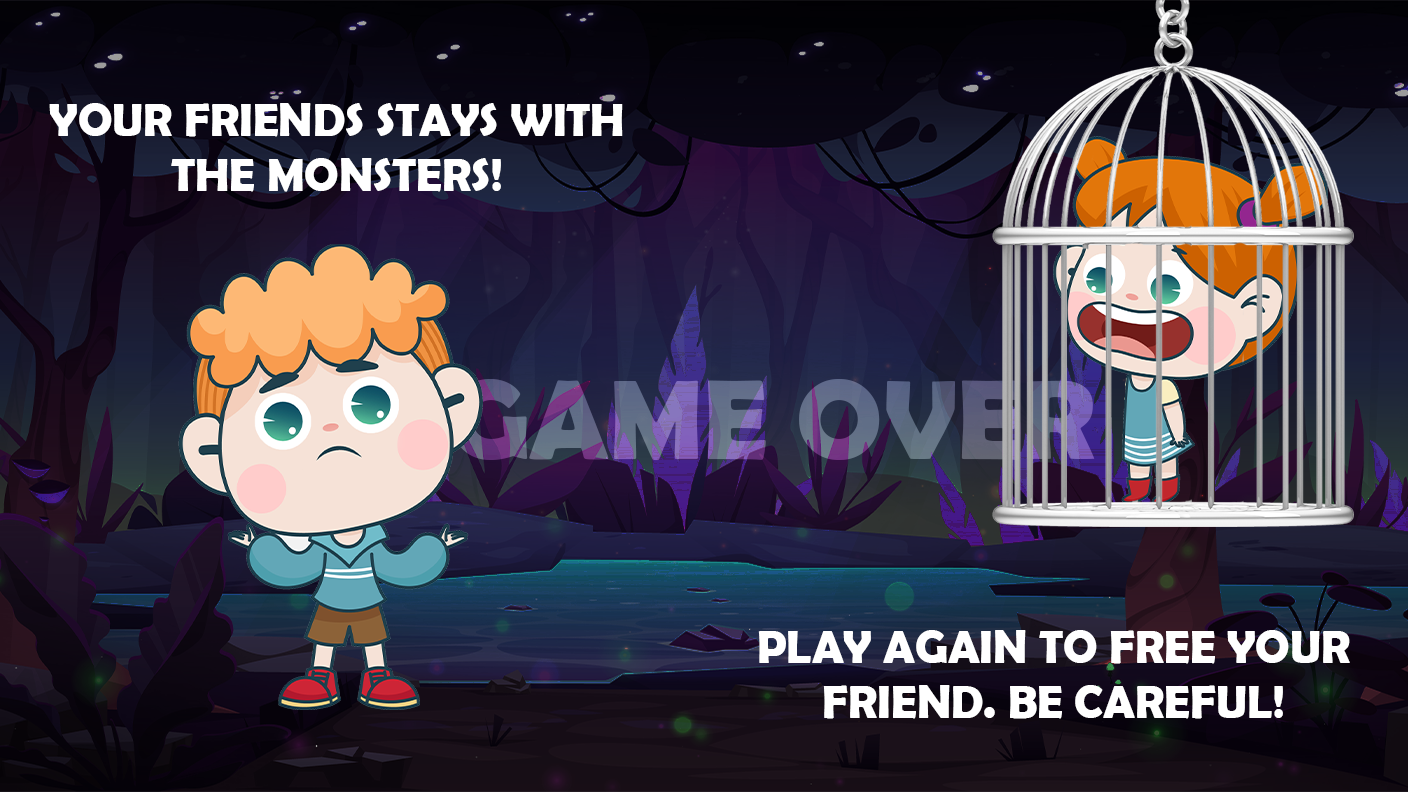 YOUR FRIENDS STAYS WITH
THE MONSTERS!
GAME OVER
PLAY AGAIN TO FREE YOUR
FRIEND. BE CAREFUL!